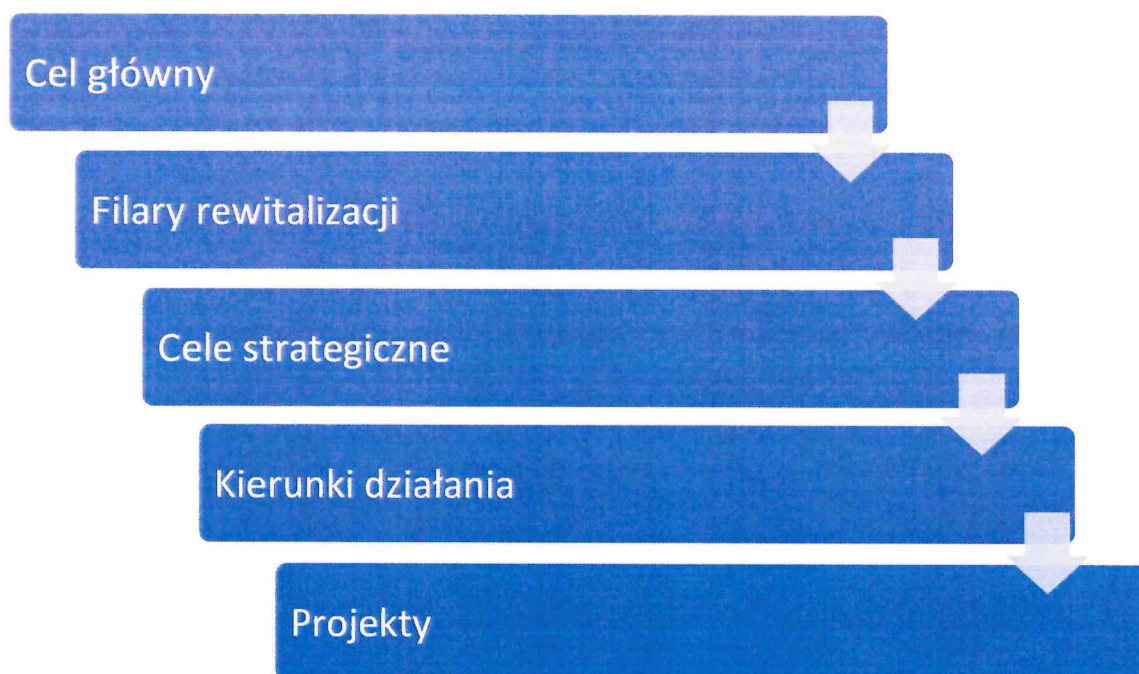 Cel główny
Filary rewitalizacji
Cele strategiczne
Kierunki działania
Projekty